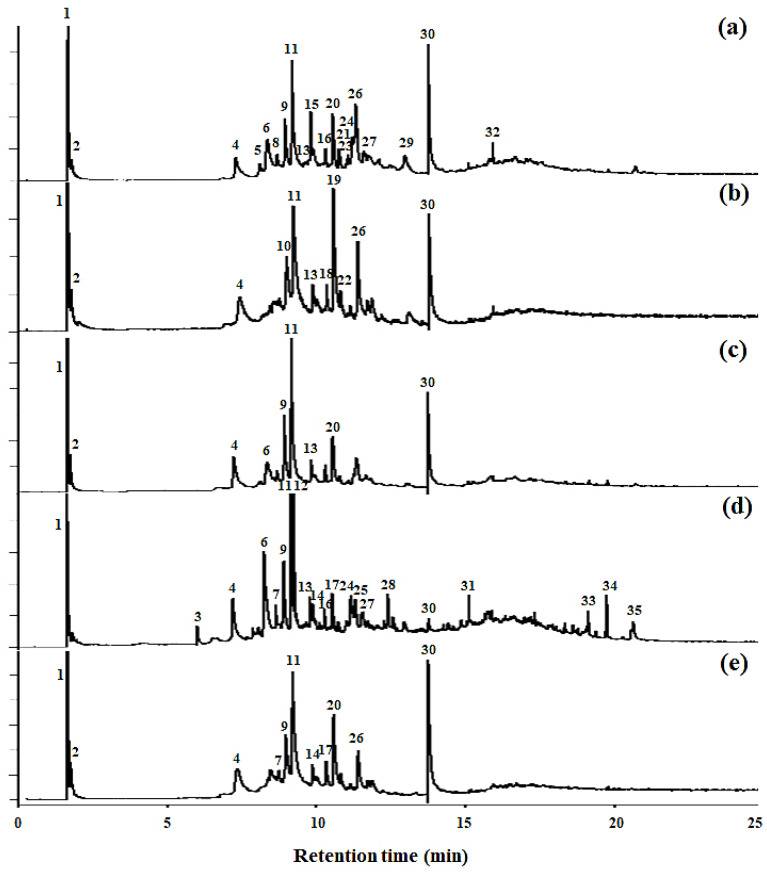 1 (a)
30
11
26
9 15 20
6 24
2 8 16 21 27 32
4 5 13 23 29
(b)
19
1 11 30
26
10
2 4 13 18 22
(c)
11
1 30
9
20
2 4 6 13
(d)
11 12
1 6 9
4 7 13 14 16 17 24 25 27 28 31 33 34
3 30 35
(e)
1 11 30
20
9 26
2 4 7 14 17
0 5 10 15 20 25
Retention time (min)